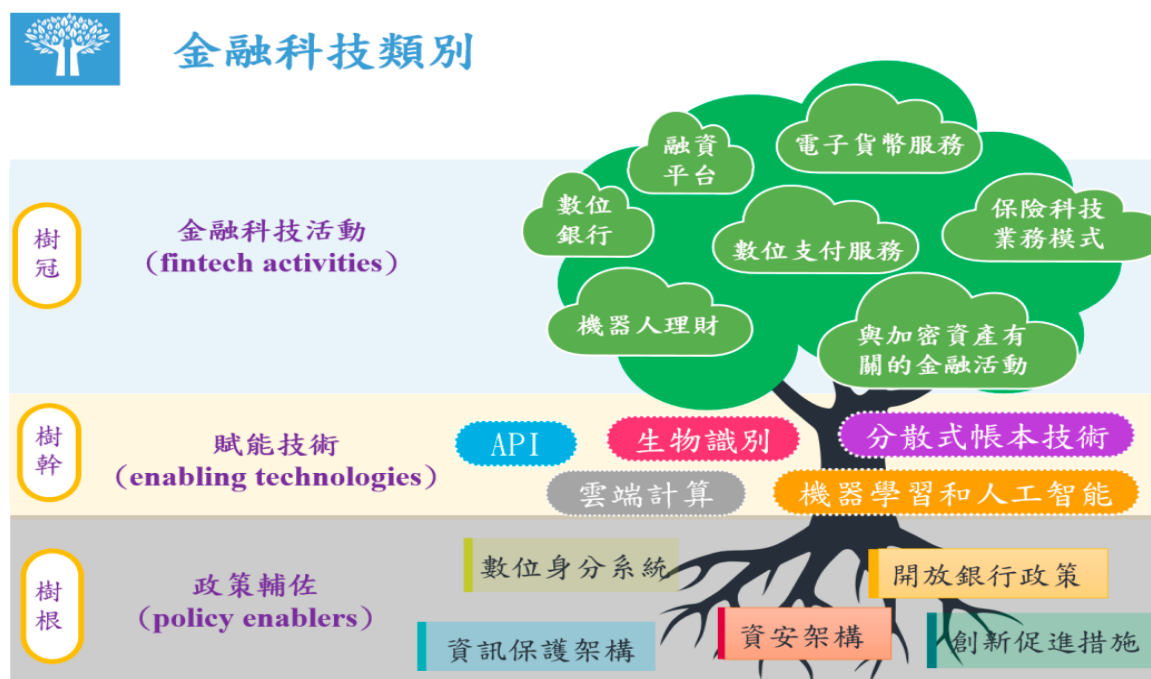 金融科技類別
樹
冠
金融科技活動
(fintech activities)
融資
平台
電子貨幣服務
數位
銀行
數位支付服務
保險科技
業務模式
機器人理財
與加密資產有
關的金融活動
樹
幹
賦能技術
(enabling technologies)
API
生物識別
分散式帳本技術
雲端計算
機器學習和人工智能
樹
根
政策輔佐
(policy enablers)
數位身分系統
開放銀行政策
資訊保護架構
資安架構
創新促進措施